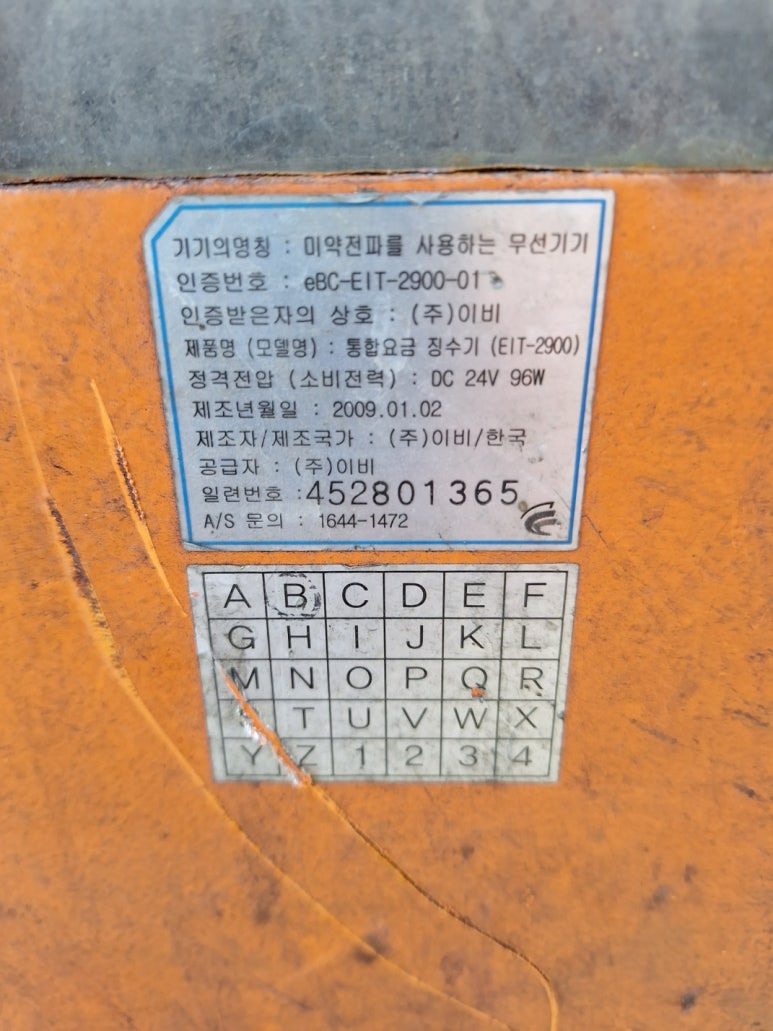 기기의명칭 : 미약전파를 사용하는 무선기기
인증번호 : eBC-EIT-2900-01
인증받은자의 상호 : (주)이비
제품명 (모델명) : 통합요금 징수기 (EIT-2900)
정격전압 (소비전력) : DC 24V 96W
제조년월일 : 2009.01.02
제조자/제조국가 : (주)이비/한국
공급자 : (주)이비
일련번호 :452801365
A/S 문의 : 1644-1472
A B C D E F
G H I J K L
M N O P Q R
T U V W X
Y Z 1 2 3 4